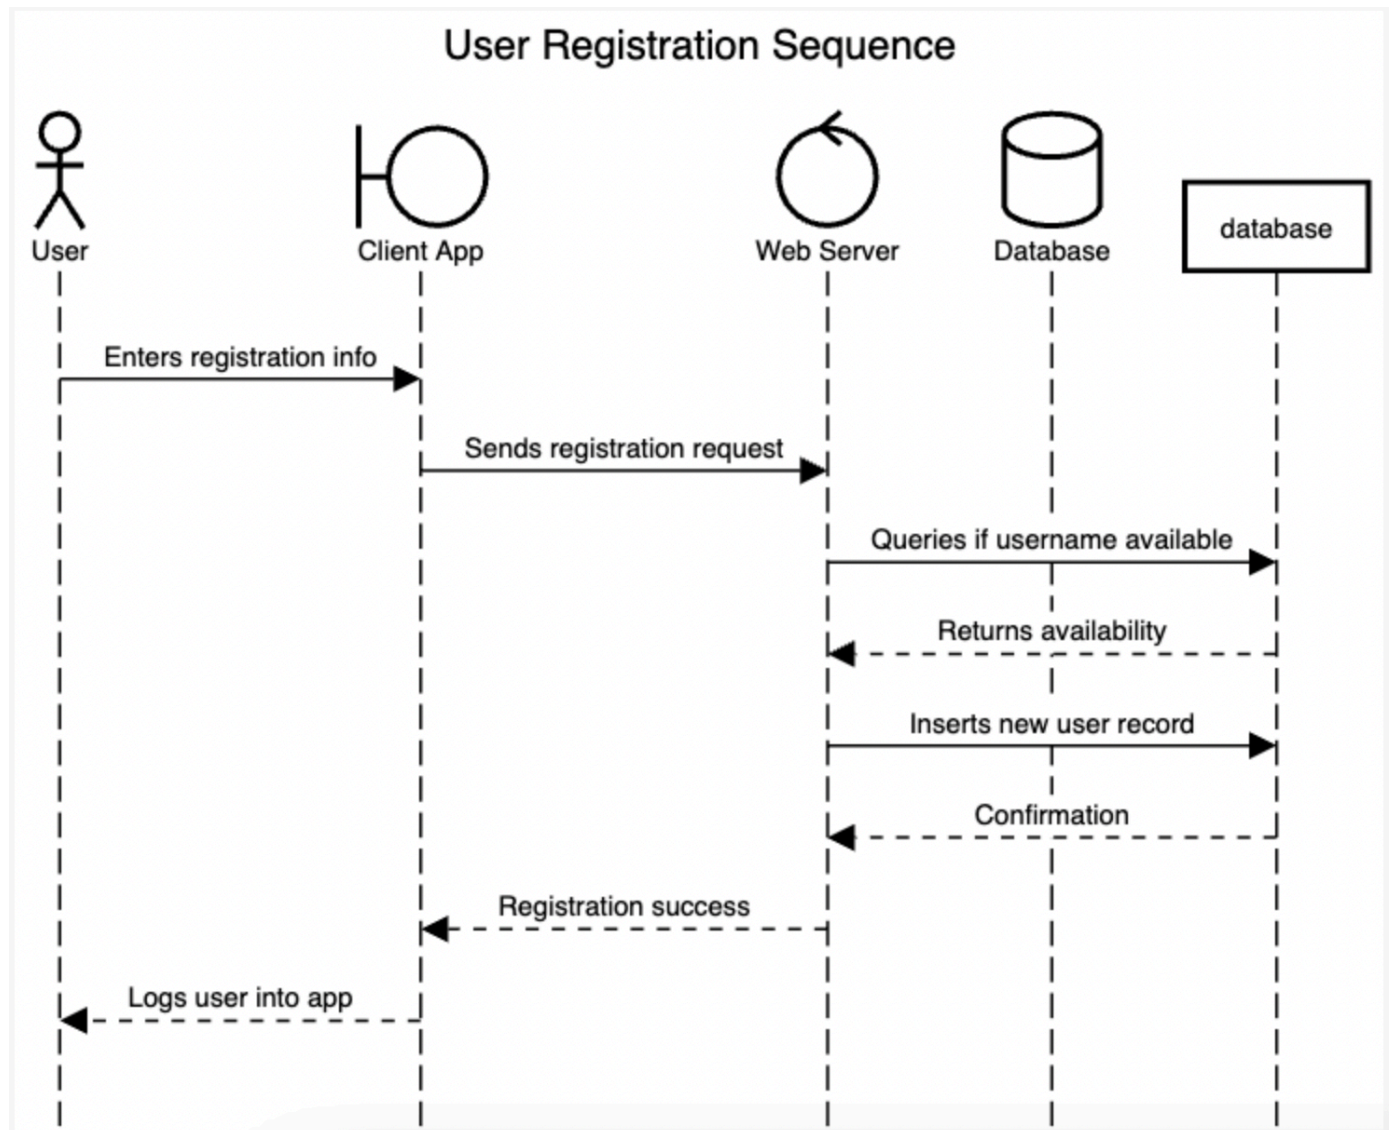 User Registration Sequence
User
Client App
Web Server
Database
database
Enters registration info
Sends registration request
Queries if username available
Returns availability
Inserts new user record
Confirmation
Registration success
Logs user into app